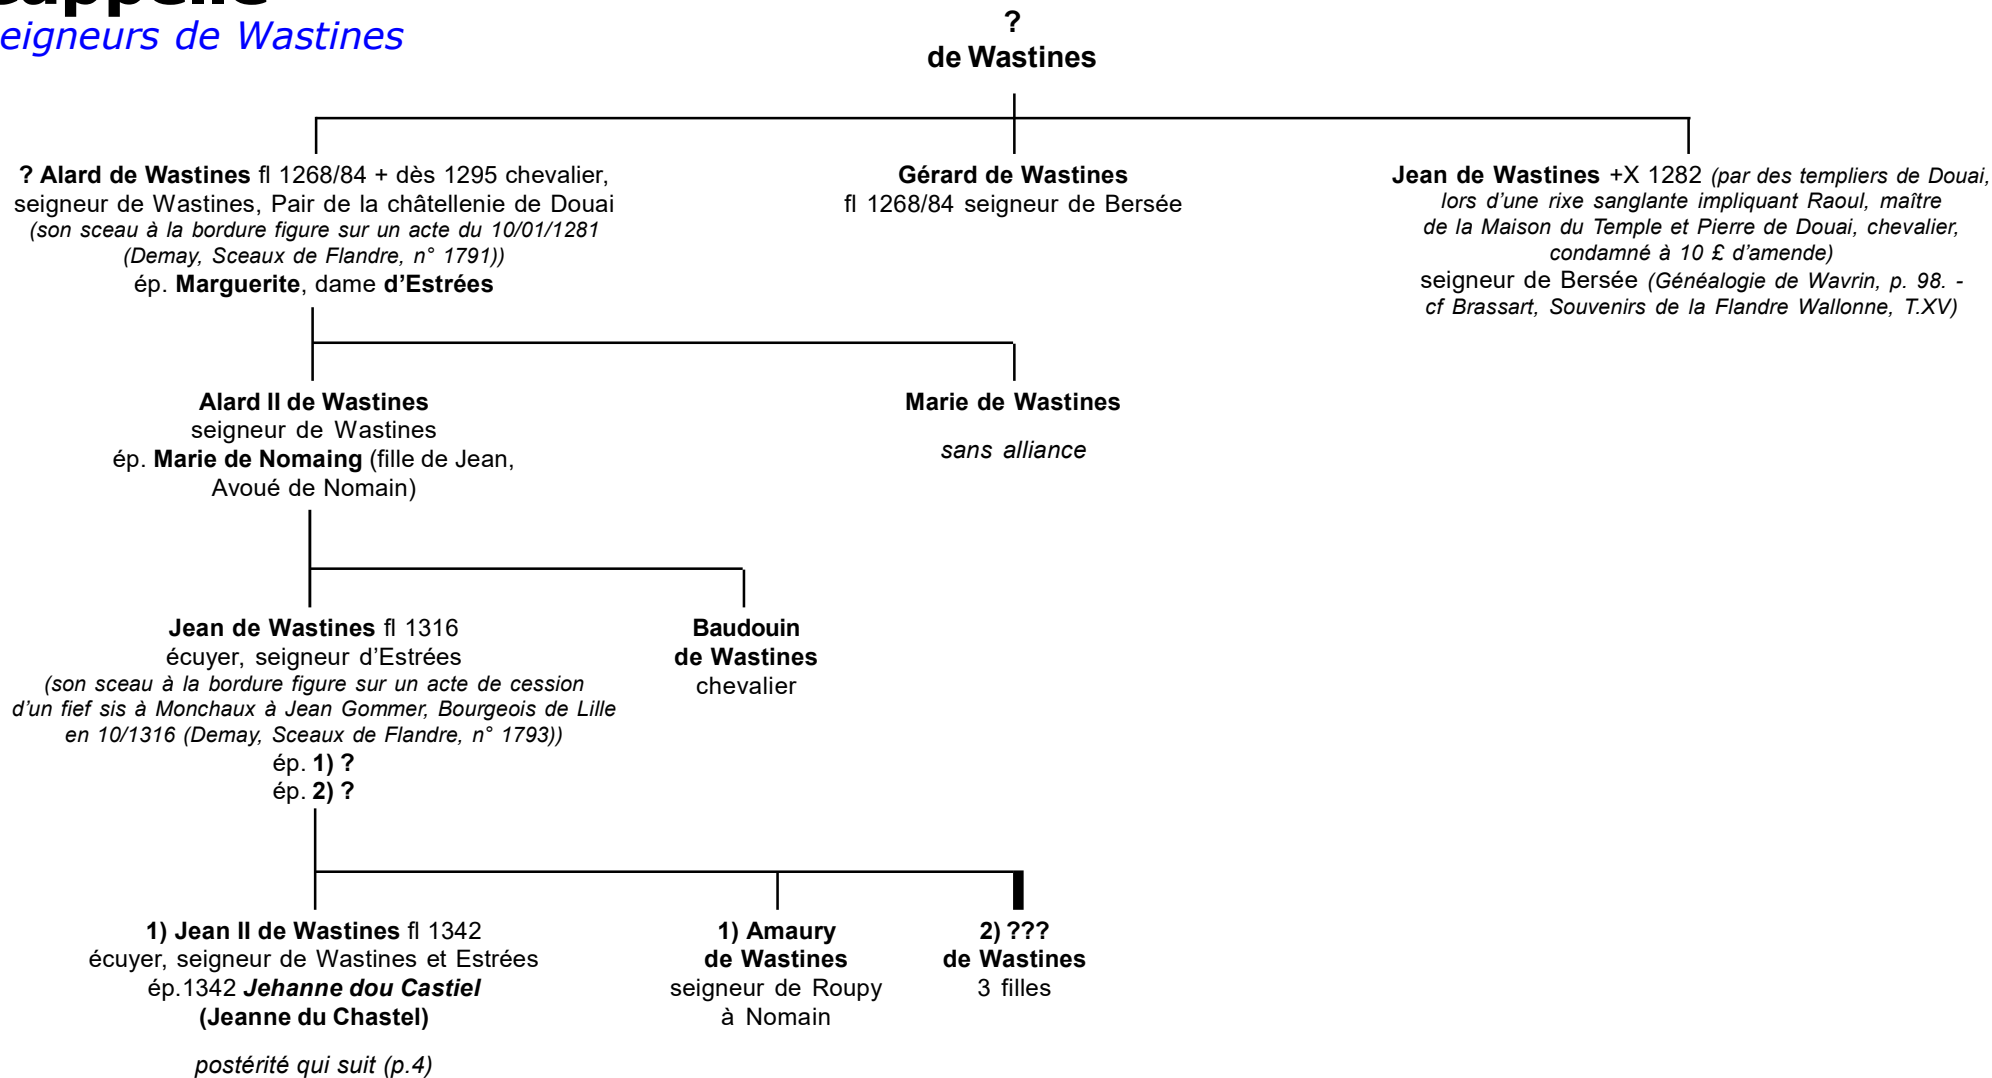 eigneurs de Wastines
?
de Wastines
? Alard de Wastines fl 1268/84 + dès 1295 chevalier,
seigneur de Wastines, Pair de la châtellenie de Douai
(son sceau à la bordure figure sur un acte du 10/01/1281
(Demay, Sceaux de Flandre, n° 1791))
ép. Marguerite, dame d'Estrées
Gérard de Wastines
fl 1268/84 seigneur de Bersée
Jean de Wastines +X 1282 (par des templiers de Douai,
lors d'une rixe sanglante impliquant Raoul, maître
de la Maison du Temple et Pierre de Douai, chevalier,
condamné à 10 £ d'amende)
seigneur de Bersée (Généalogie de Wavrin, p. 98. -
cf Brassart, Souvenirs de la Flandre Wallonne, T.XV)
Alard II de Wastines
seigneur de Wastines
ép. Marie de Nomaing (fille de Jean,
Avoué de Nomain)
Marie de Wastines
sans alliance
Jean de Wastines fl 1316
écuyer, seigneur d'Estrées
(son sceau à la bordure figure sur un acte de cession
d'un fief sis à Monchaux à Jean Gommer, Bourgeois de Lille
en 10/1316 (Demay, Sceaux de Flandre, n° 1793))
ép. 1) ?
ép. 2) ?
Baudouin
de Wastines
chevalier
1) Jean II de Wastines fl 1342
écuyer, seigneur de Wastines et Estrées
ép.1342 Jehanne dou Castiel
(Jeanne du Chastel)
postérité qui suit (p.4)
1) Amaury
de Wastines
seigneur de Roupy
à Nomain
2) ???
de Wastines
3 filles